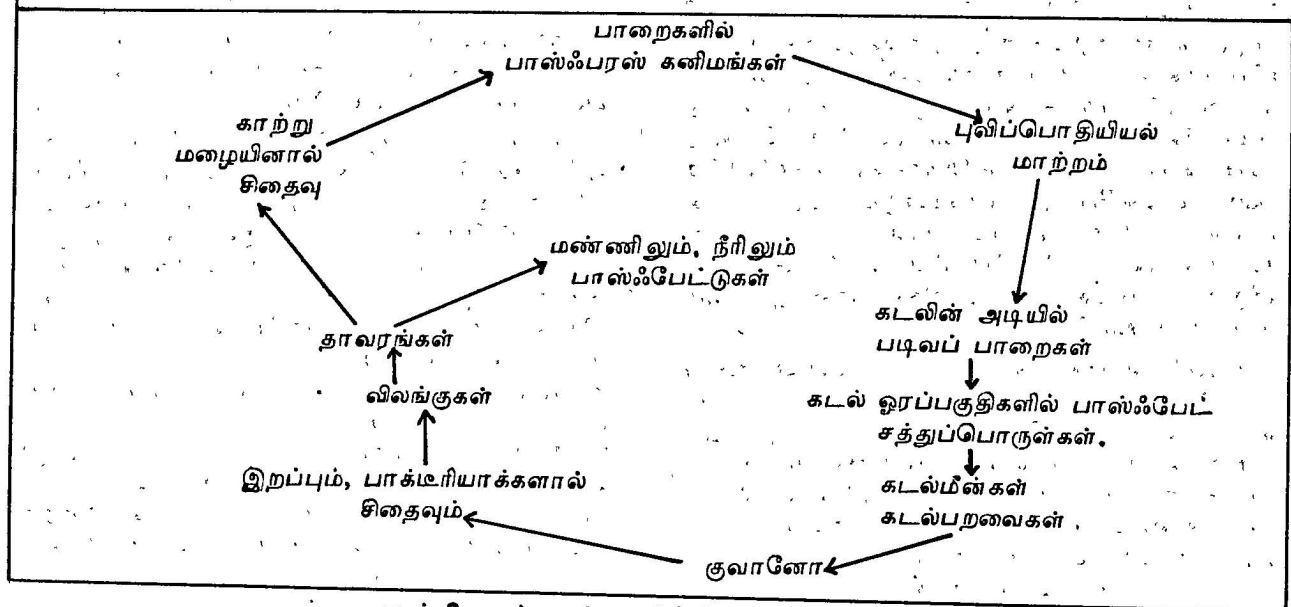 பாறைகளில்
பாஸ்ஃபரஸ் கனிமங்கள்
காற்று
மழையினால்
சிதைவு
புவிப்பொதியியல்
மாற்றம்
மண்ணிலும், நீரிலும்
பாஸ்ஃபேட்டுகள்
கடலின் அடியில்
படிவப் பாறைகள்
தாவரங்கள்
விலங்குகள்
கடல் ஓரப்பகுதிகளில் பாஸ்ஃபேட்
சத்துப்பொருள்கள்.
இறப்பும், பாக்டீரியாக்களால்
சிதைவும்
கடல்மீன்கள்
கடல்பறவைகள்
குவானோ